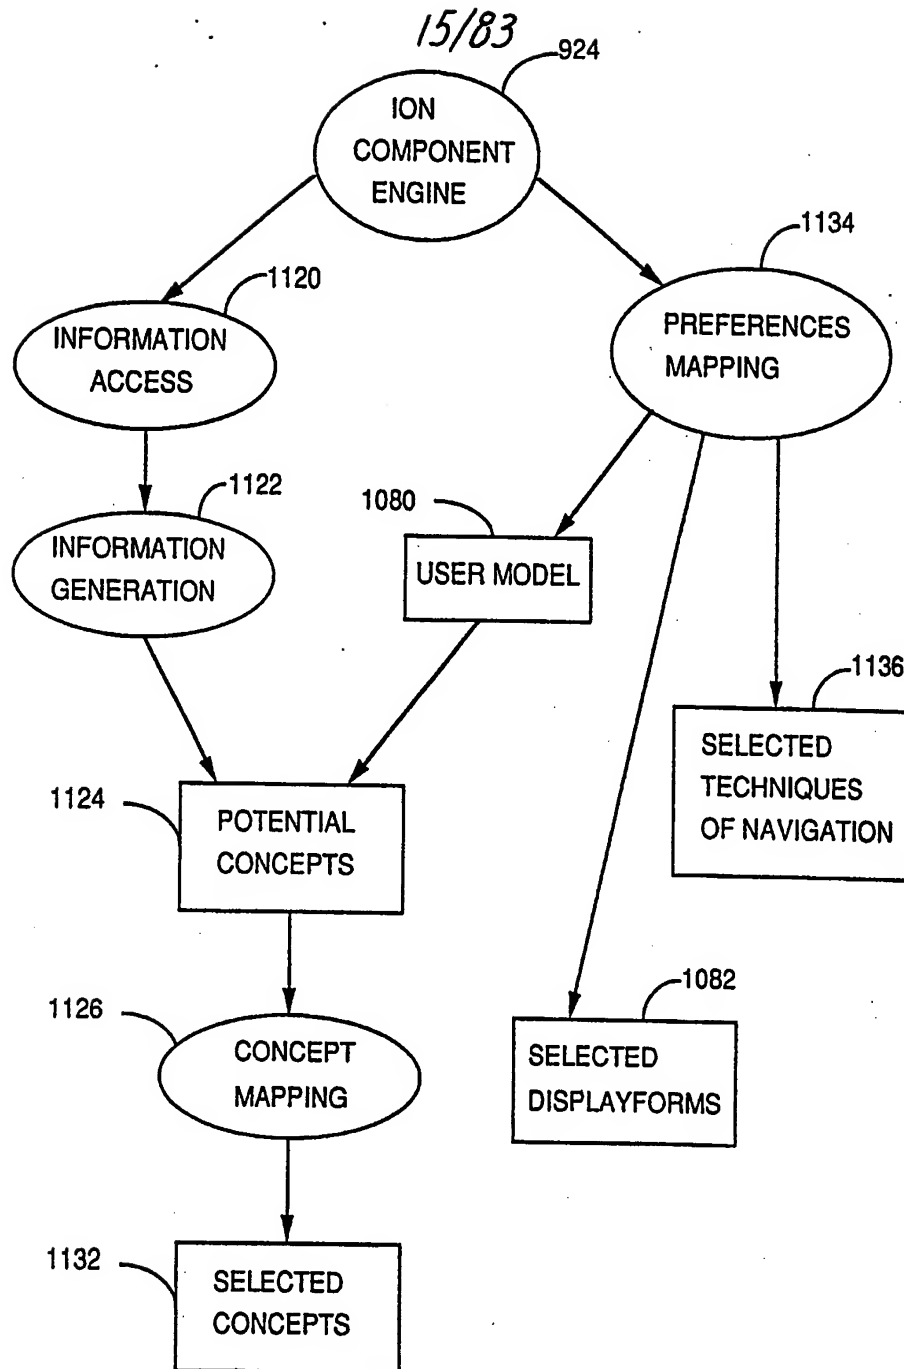 15/83
924
ION
COMPONENT
ENGINE
1134
1120
PREFERENCES
MAPPING
INFORMATION
ACCESS
1122
1080
INFORMATION
GENERATION
USER MODEL
1136
SELECTED
TECHNIQUES
OF NAVIGATION
1124
POTENTIAL
CONCEPTS
1082
1126
CONCEPT
MAPPING
SELECTED
DISPLAYFORMS
1132
SELECTED
CONCEPTS